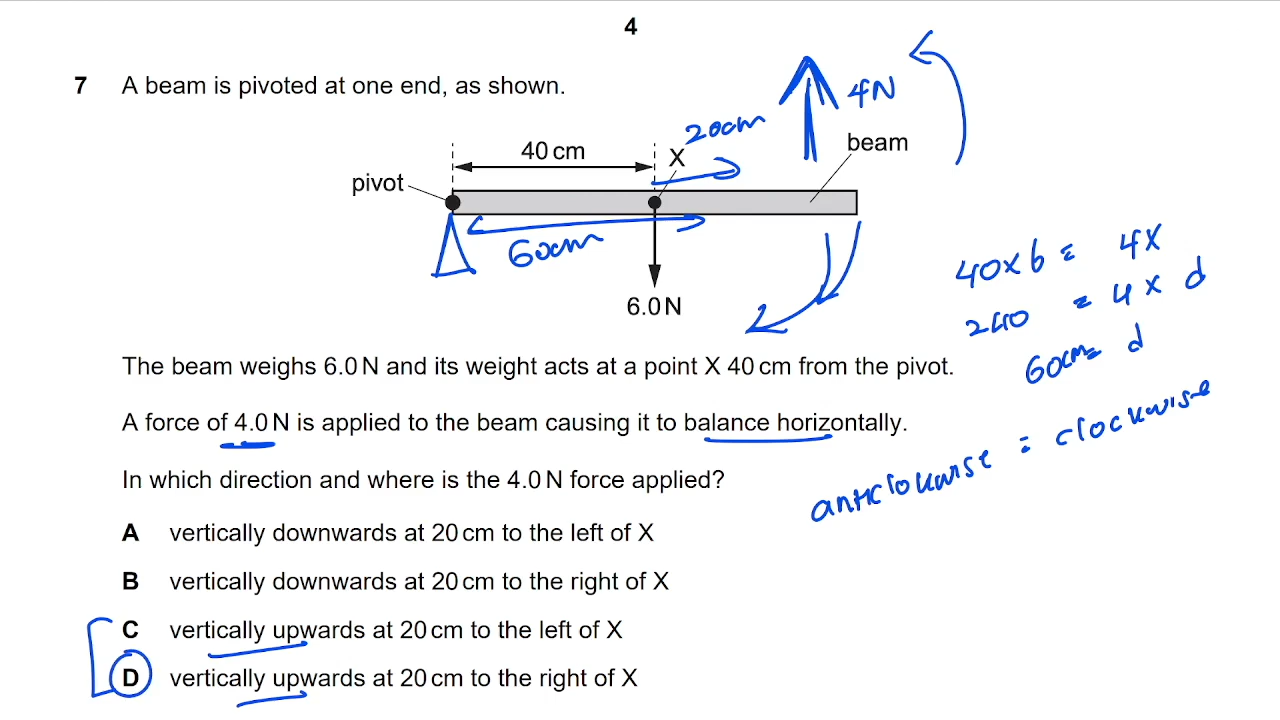 4
7 A beam is pivoted at one end, as shown.
4N
20cm
40 cm
X
beam
pivot
60cm
6.0 N
40×6 = 4X
240 = 4 × d
60cm = d
The beam weighs 6.0 N and its weight acts at a point X 40 cm from the pivot.
A force of 4.0 N is applied to the beam causing it to balance horizontally.
anticlokwise = clockwise
In which direction and where is the 4.0 N force applied?
A vertically downwards at 20 cm to the left of X
B vertically downwards at 20 cm to the right of X
C vertically upwards at 20 cm to the left of X
D vertically upwards at 20 cm to the right of X